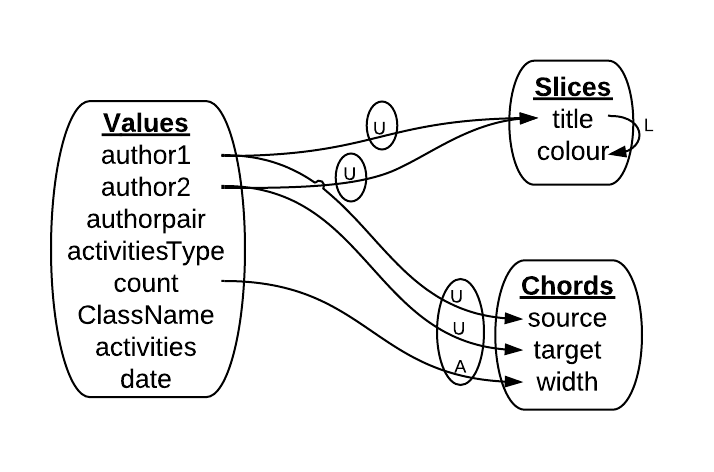 Values
author1
author2
authorpair
activitiesType
count
ClassName
activities
date
U
U
Slices
title
colour
L
U
U
A
Chords
source
target
width